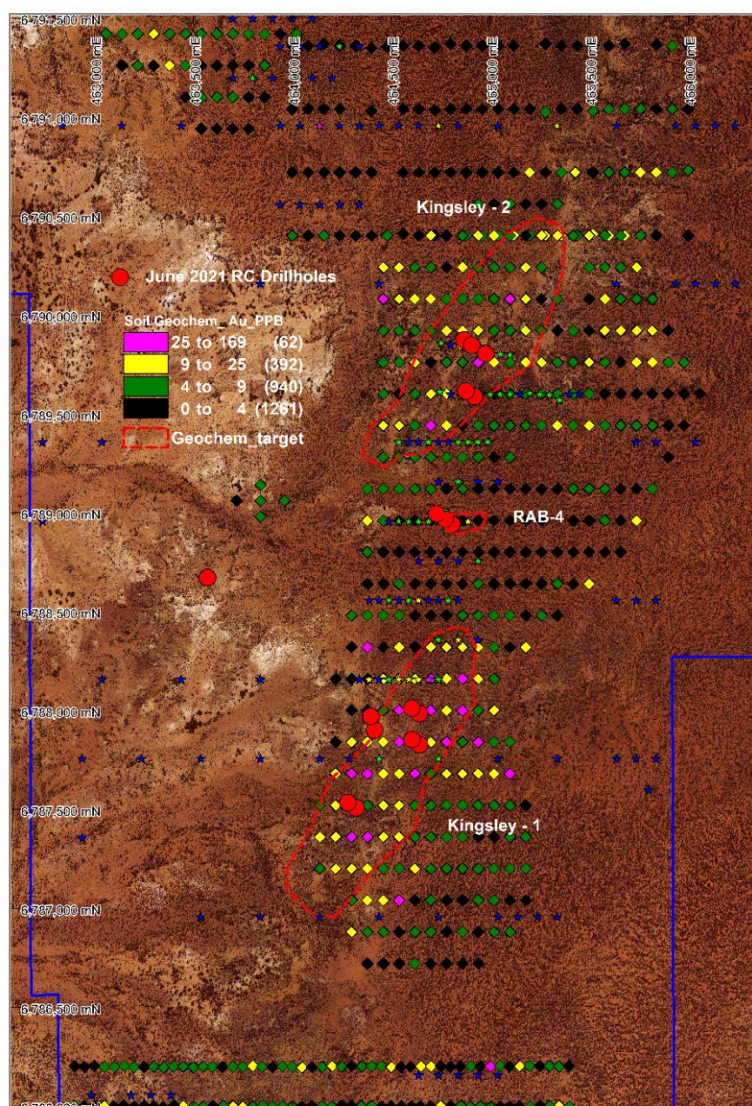 6,791,500 mN
463,000 mE
463,500 mE
461,000 mE
461,500 mE
465,000 mE
465,500 mE
466,000 mE
6,791,000 mN
Kingsley - 2
6,790,500 mN
June 2021 RC Drillholes
6,790,000 mN
Soil Geochem_Au_PPB
25 to 169 (62)
9 to 25 (392)
4 to 9 (940)
0 to 4 (1261)
6,789,500 mN
Geochem_target
6,789,000 mN
RAB-4
6,788,500 mN
6,788,000 mN
6,787,500 mN
Kingsley - 1
6,787,000 mN
6,786,500 mN